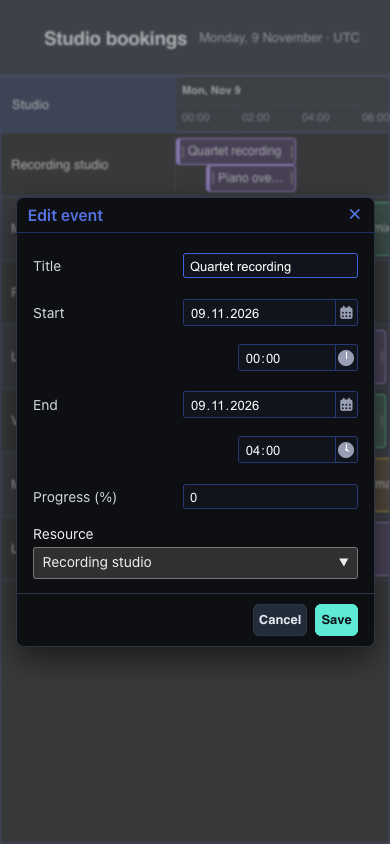 Studio bookings Monday, 9 November · UTC
Studio
Mon, Nov 9
00:00 02:00 04:00 06:00
Recording studio
Quartet recording
Piano ove…
Edit event
Title Quartet recording
Start 09.11.2026
00:00
End 09.11.2026
04:00
Progress (%) 0
Resource
Recording studio
Cancel Save